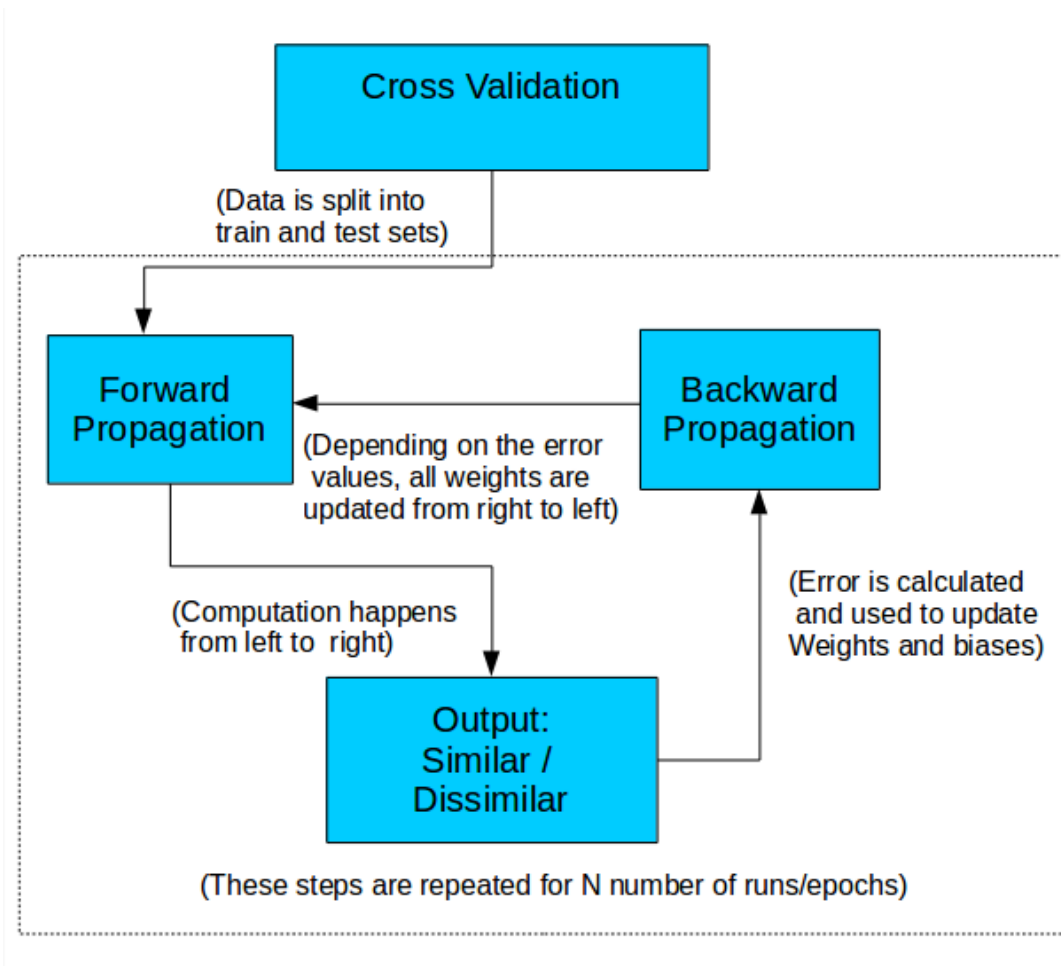 Cross Validation
(Data is split into
train and test sets)
Forward
Propagation
Backward
Propagation
(Depending on the error
values, all weights are
updated from right to left)
(Computation happens
from left to right)
(Error is calculated
and used to update
Weights and biases)
Output:
Similar /
Dissimilar
(These steps are repeated for N number of runs/epochs)